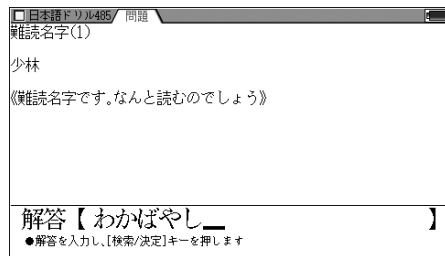 日本語ドリル485 問題
難読名字(1)
少林
《難読名字です。なんと読むのでしょう》
解答【 わかばやし 】
●解答を入力し、[検索/決定]キーを押します